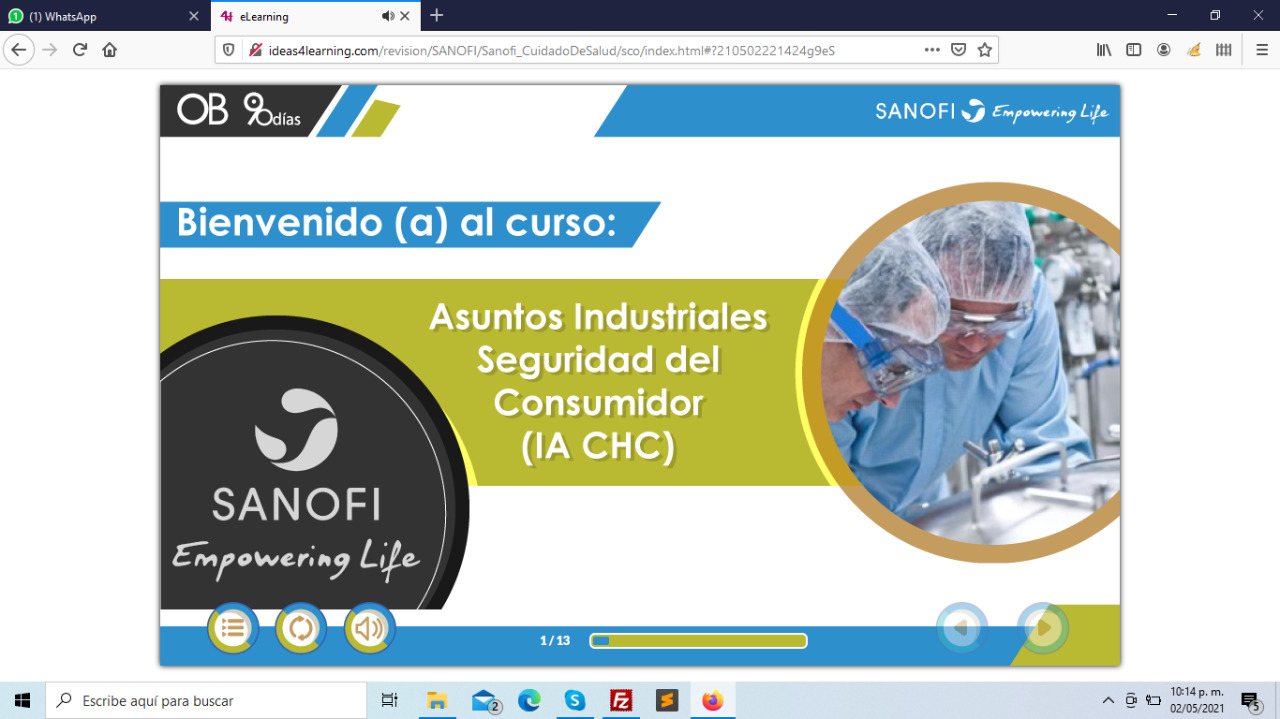 (1) WhatsApp
eLearning
ideas4learning.com/revision/SANOFI/Sanofi_CuidadoDeSalud/sco/index.html#?210502221424g9eS
OB 90días
SANOFI Empowering Life
Bienvenido (a) al curso:
Asuntos Industriales
Seguridad del
Consumidor
(IA CHC)
SANOFI
Empowering Life
1 / 13
Escribe aquí para buscar
2
10:14 p. m.
02/05/2021
5